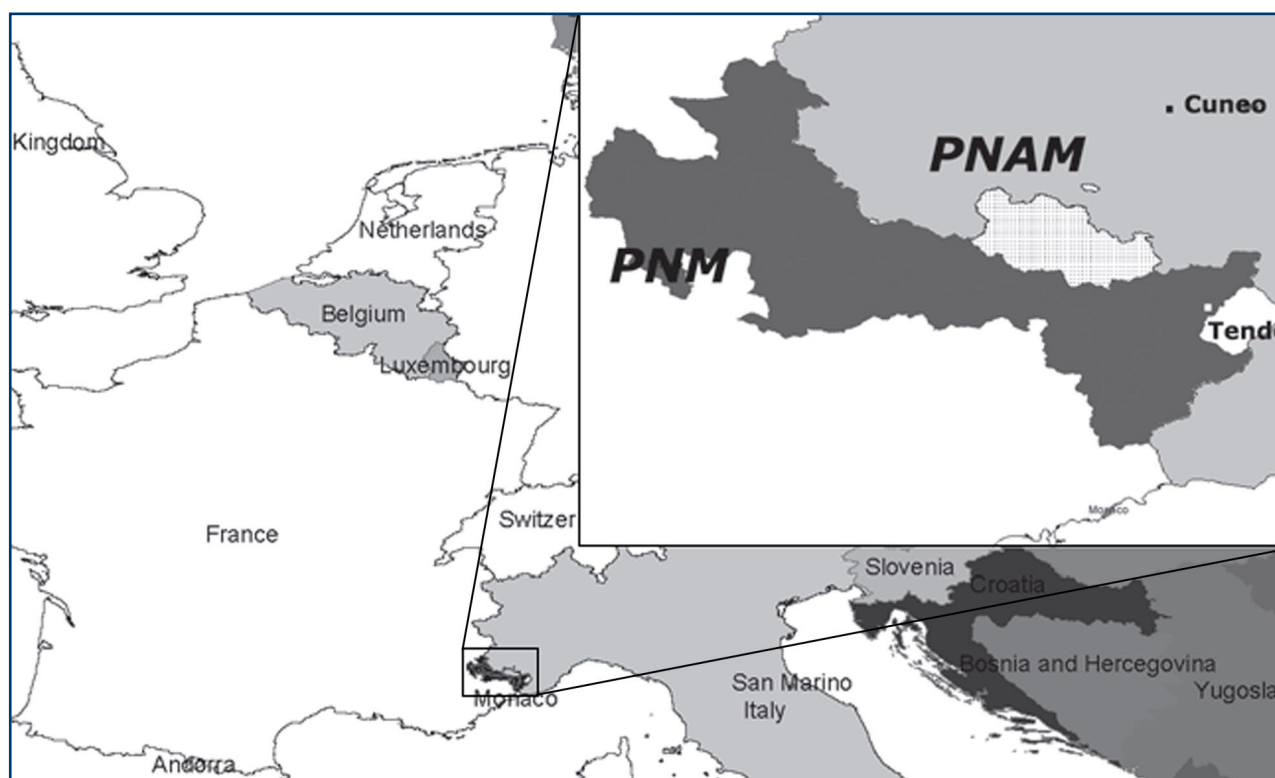 Kingdom
Netherlands
Belgium
Luxembourg
France
Switzer
Monaco
Andorra
San Marino
Italy
Slovenia
Croatia
Bosnia and Hercegovina
Yugosla
Cuneo
PNAM
PNM
Tend
Monaco